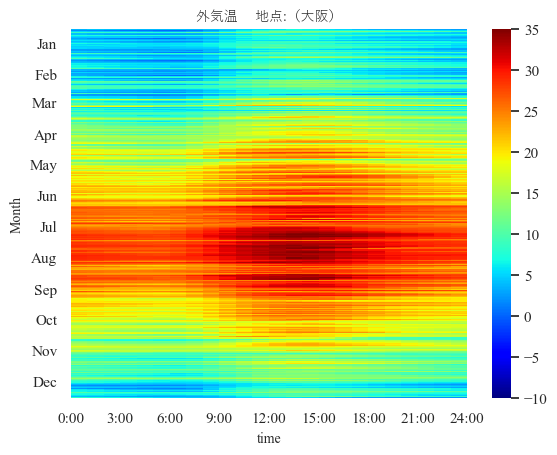 外気温　地点:（大阪）
Jan
Feb
Mar
Apr
May
Jun
Jul
Aug
Sep
Oct
Nov
Dec
Month
0:00 3:00 6:00 9:00 12:00 15:00 18:00 21:00 24:00
time
35
30
25
20
15
10
5
0
−5
−10